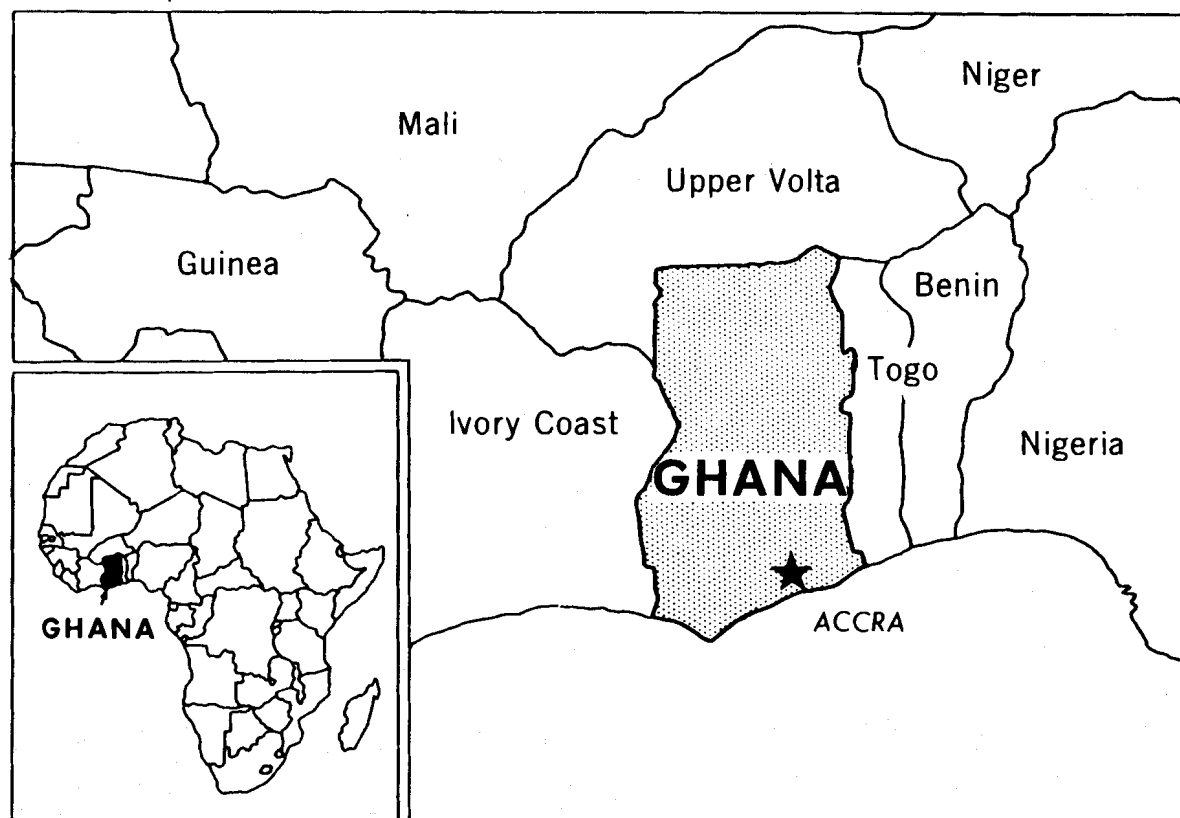 Niger
Mali
Upper Volta
Guinea
Benin
Togo
Ivory Coast
Nigeria
GHANA
ACCRA
GHANA